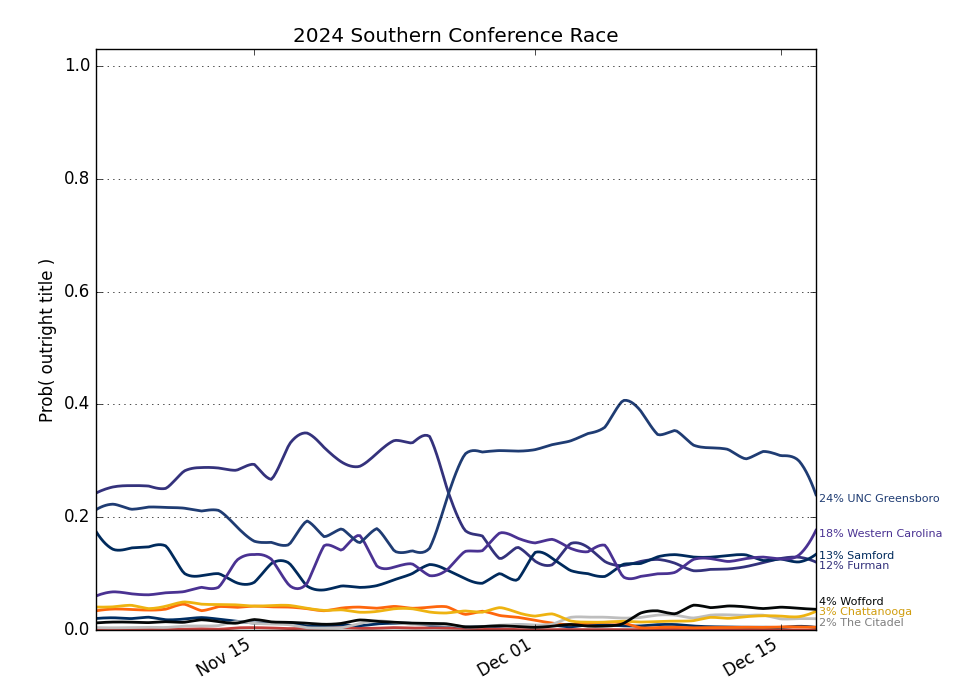 2024 Southern Conference Race
Prob( outright title )
1.0
0.8
0.6
0.4
0.2
0.0
24% UNC Greensboro
18% Western Carolina
13% Samford
12% Furman
4% Wofford
3% Chattanooga
2% The Citadel
Nov 15
Dec 01
Dec 15